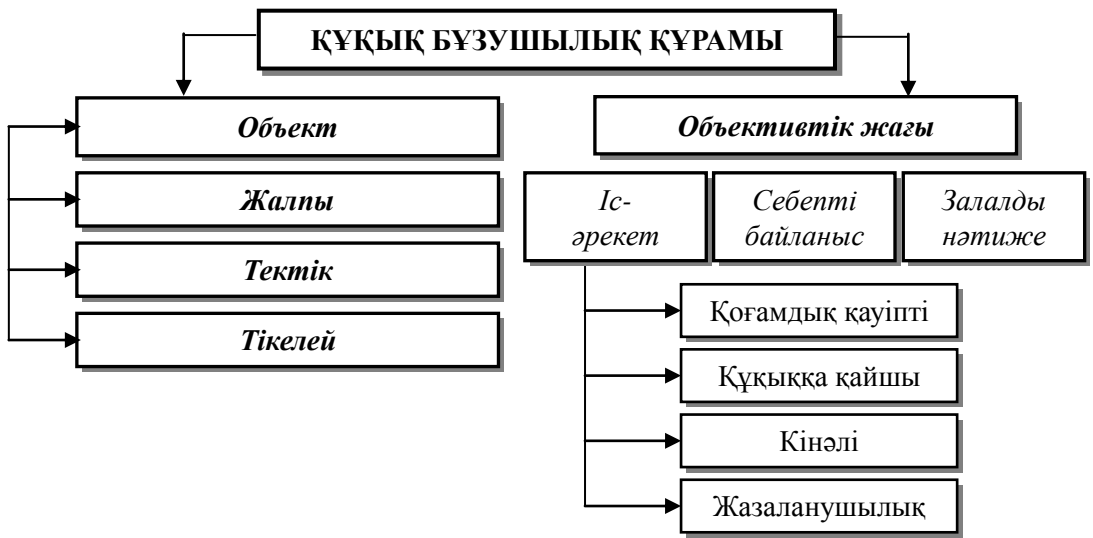 ҚҰҚЫҚ БҰЗУШЫЛЫҚ ҚҰРАМЫ
Объект
Жалпы
Тектік
Тікелей
Объективтік жағы
Іс-
әрекет
Себепті
байланыс
Залалды
нәтиже
Қоғамдық қауіпті
Құқыққа қайшы
Кінәлі
Жазаланушылық